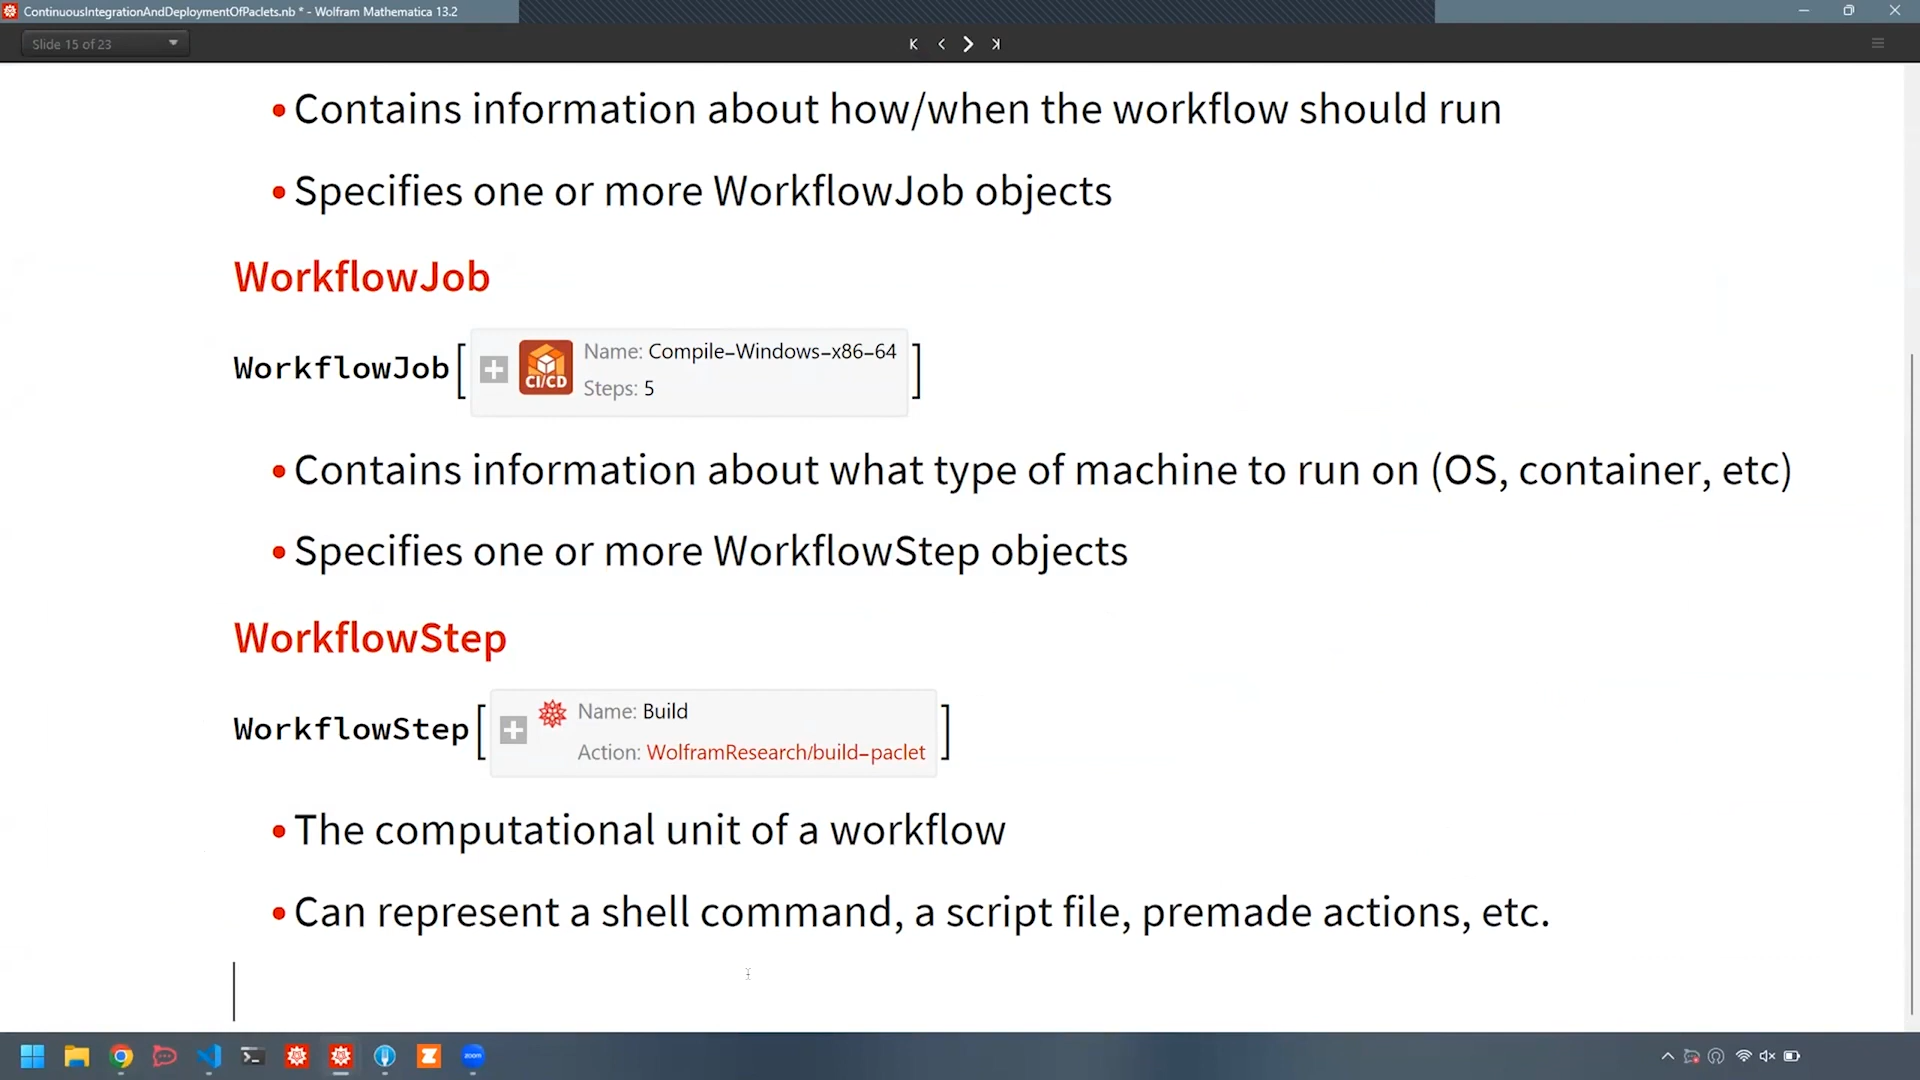 ContinuousIntegrationAndDeploymentOfPaclets.nb * - Wolfram Mathematica 13.2
Slide 15 of 23
• Contains information about how/when the workflow should run
• Specifies one or more WorkflowJob objects
WorkflowJob
WorkflowJob[
CI/CD
Name: Compile-Windows-x86-64
Steps: 5
]
• Contains information about what type of machine to run on (OS, container, etc)
• Specifies one or more WorkflowStep objects
WorkflowStep
WorkflowStep[
Name: Build
Action: WolframResearch/build-paclet
]
• The computational unit of a workflow
• Can represent a shell command, a script file, premade actions, etc.
zoom